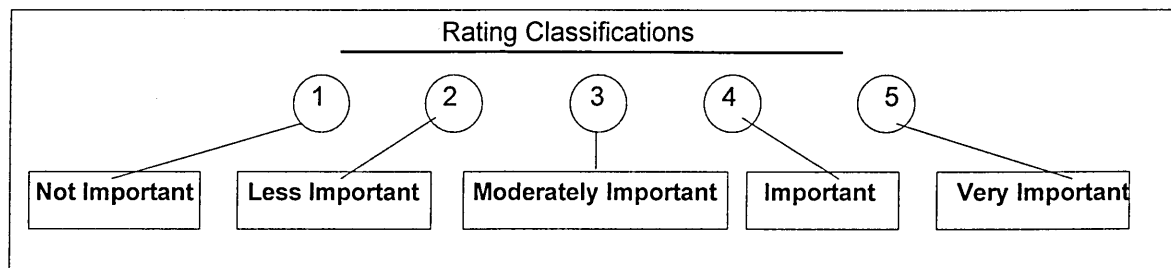 Rating Classifications
1 2 3 4 5
Not Important Less Important Moderately Important Important Very Important